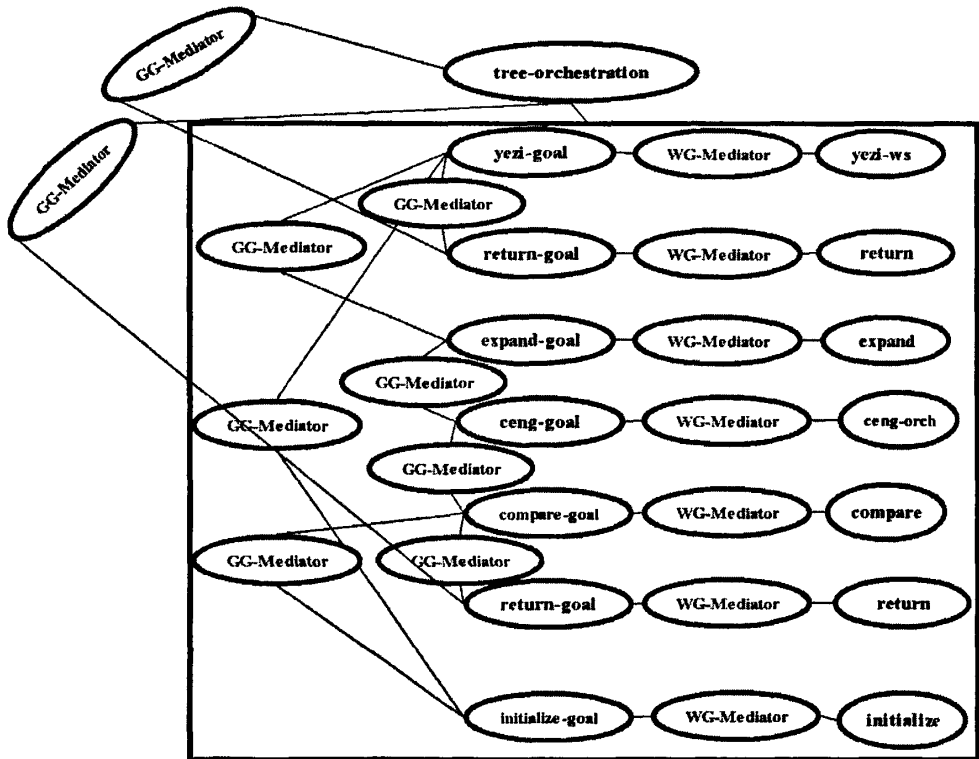 GG-Mediator
tree-orchestration
GG-Mediator
yezi-goal
WG-Mediator
yezi-ws
GG-Mediator
GG-Mediator
return-goal
WG-Mediator
return
expand-goal
WG-Mediator
expand
GG-Mediator
GG-Mediator
ceng-goal
WG-Mediator
ceng-orch
GG-Mediator
compare-goal
WG-Mediator
compare
GG-Mediator
GG-Mediator
return-goal
WG-Mediator
return
initialize-goal
WG-Mediator
initialize